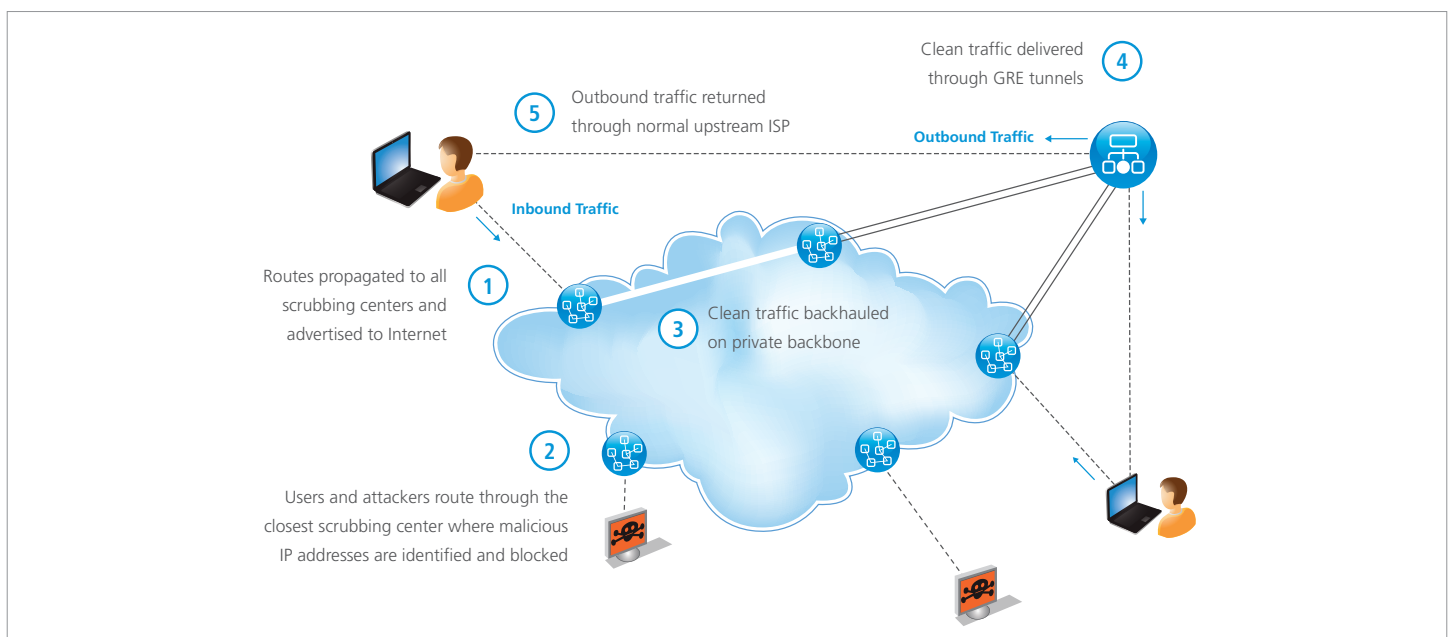 Clean traffic delivered
through GRE tunnels
4
5
Outbound traffic returned
through normal upstream ISP
Outbound Traffic
Inbound Traffic
Routes propagated to all
scrubbing centers and
advertised to Internet
1
3
Clean traffic backhauled
on private backbone
2
Users and attackers route through the
closest scrubbing center where malicious
IP addresses are identified and blocked